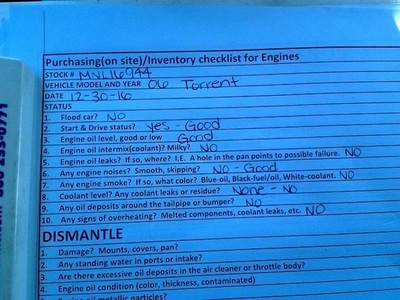 Purchasing(on site)/Inventory checklist for Engines
STOCK # MNL16944
VEHICLE MODEL AND YEAR 06 Torrent
DATE 12-30-16
STATUS
1. Flood car? NO
2. Start & Drive status? yes - Good
3. Engine oil level, good or low Good
4. Engine oil intermix(coolant)? Milky? NO
5. Engine oil leaks? If so, where? I.E. A hole in the pan points to possible failure. NO
6. Any engine noises? Smooth, skipping? NO - Good
7. Any engine smoke? If so, what color? Blue-oil, Black-fuel/oil, White-coolant. NO
8. Coolant level? Any coolant leaks or residue? None - NO
9. Any oil deposits around the tailpipe or bumper? NO
10. Any signs of overheating? Melted components, coolant leaks, etc. NO
DISMANTLE
1. Damage? Mounts, covers, pan?
2. Any standing water in ports or intake?
3. Are there excessive oil deposits in the air cleaner or throttle body?
4. Engine oil condition (color, thickness, contaminated)
Engine oil metallic particles?